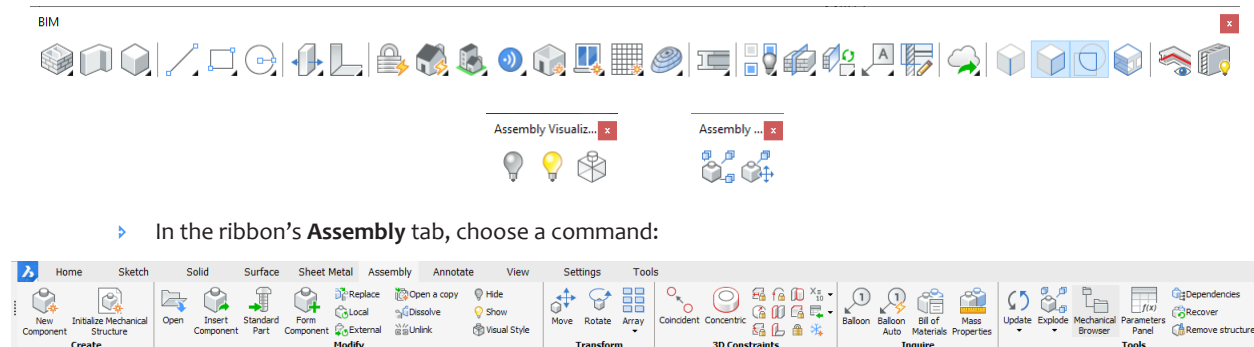 BIM
Assembly Visualiz...
Assembly ...
In the ribbon's Assembly tab, choose a command:
Home Sketch Solid Surface Sheet Metal Assembly Annotate View Settings Tools
New Component
Initialize Mechanical Structure
Open
Insert Component
Standard Part
Form Component
Replace
Local
External
Open a copy
Dissolve
Unlink
Hide
Show
Visual Style
Move
Rotate
Array
Coincident
Concentric
Balloon
Balloon Auto
Bill of Materials
Mass Properties
Update
Explode
Mechanical Browser
Parameters Panel
Dependencies
Recover
Remove structure
Create Modify Transform 3D Constraints Inquire Tools